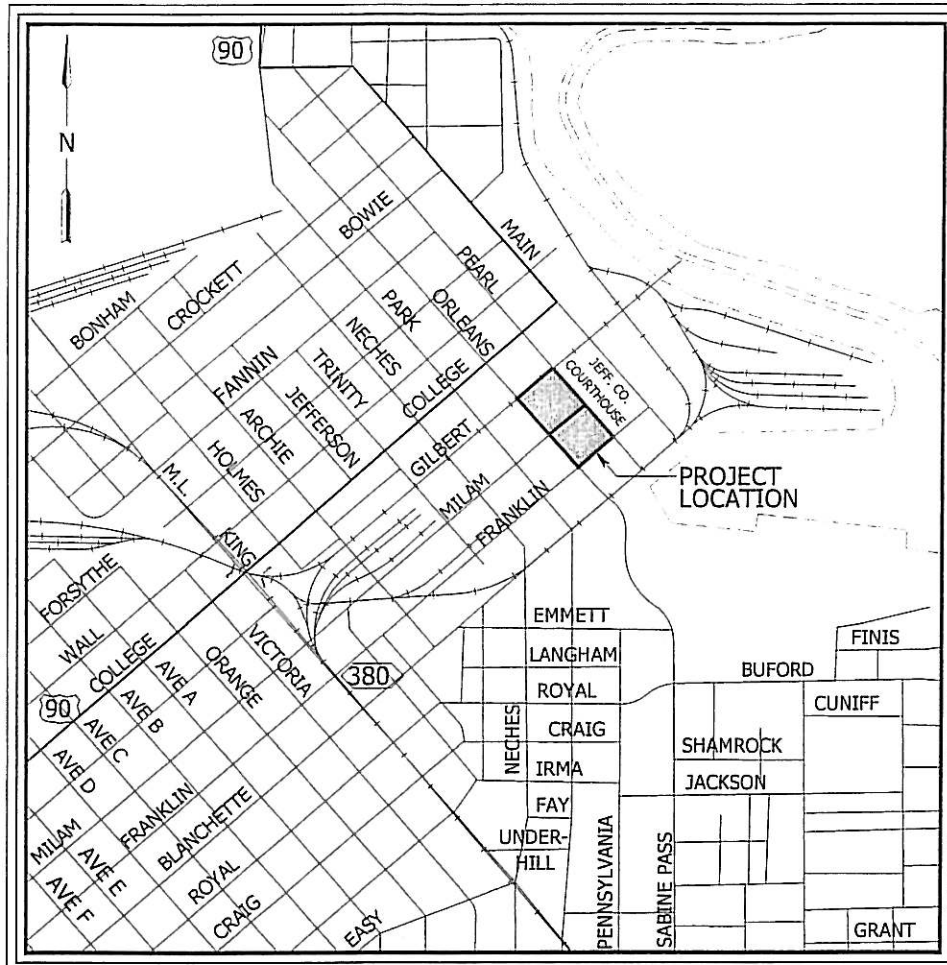 90
N
BOWIE
MAIN
PEARL
CROCKETT
BONHAM
PARK
ORLEANS
NECHES
FANNIN
TRINITY
COLLEGE
JEFFERSON
ARCHIE
HOLMES
JEFF. CO.
COURTHOUSE
GILBERT
MILAM
FRANKLIN
PROJECT
LOCATION
M.L.
KING
FORSYTHE
WALL
COLLEGE
90
AVE A
AVE B
AVE C
AVE D
ORANGE
VICTORIA
380
EMMETT
LANGHAM
ROYAL
CRAIG
IRMA
FAY
UNDER-
HILL
NECHES
PENNSYLVANIA
SABINE PASS
BUFORD
FINIS
CUNIFF
SHAMROCK
JACKSON
GRANT
MILAM
FRANKLIN
BLANCHETTE
AVE E
AVE F
ROYAL
CRAIG
EASY